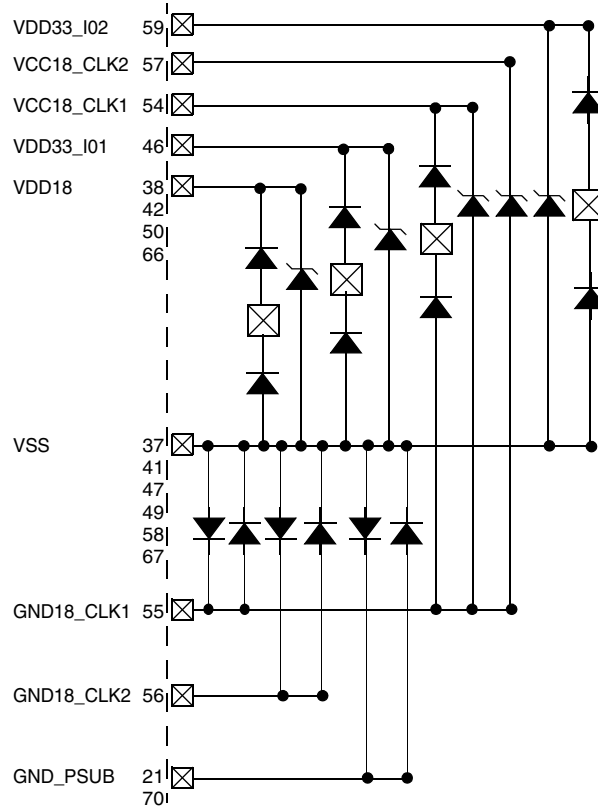 VDD33_I02 59
VCC18_CLK2 57
VCC18_CLK1 54
VDD33_I01 46
VDD18 38
42
50
66
VSS 37
41
47
49
58
67
GND18_CLK1 55
GND18_CLK2 56
GND_PSUB 21
70